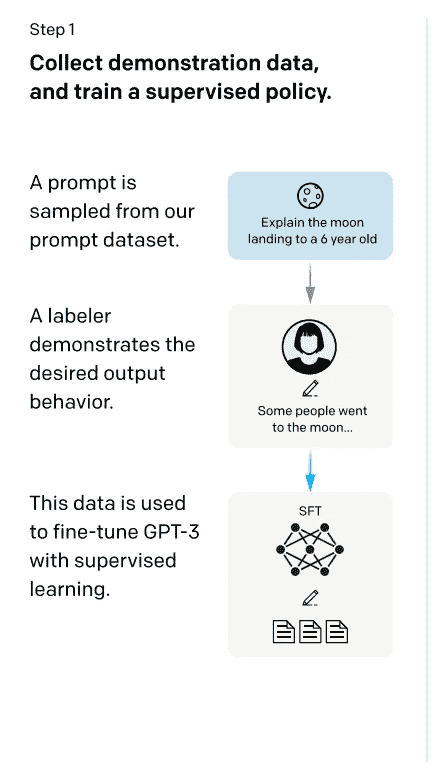 Step 1
Collect demonstration data,
and train a supervised policy.
A prompt is
sampled from our
prompt dataset.
Explain the moon
landing to a 6 year old
A labeler
demonstrates the
desired output
behavior.
Some people went
to the moon...
This data is used
to fine-tune GPT-3
with supervised
learning.
SFT